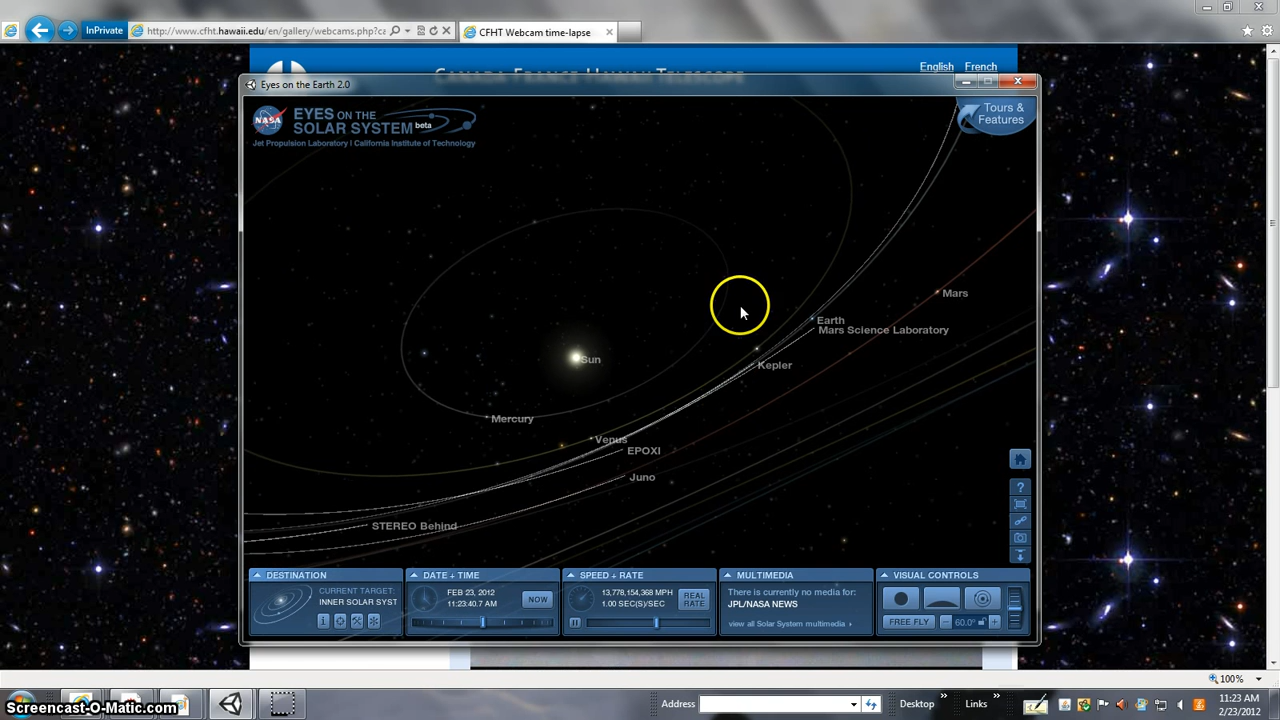 InPrivate
http://www.cfht.hawaii.edu/en/gallery/webcams.php?ca
CFHT Webcam time-lapse
English French
Eyes on the Earth 2.0
NASA
EYES ON THE
SOLAR SYSTEM beta
Jet Propulsion Laboratory | California Institute of Technology
Tours &
Features
Mars
Earth
Mars Science Laboratory
Sun
Kepler
Mercury
Venus
EPOXI
Juno
STEREO Behind
?
DESTINATION
CURRENT TARGET:
INNER SOLAR SYST
DATE + TIME
FEB 23, 2012
11:23:40.7 AM
NOW
SPEED + RATE
13,778,154,368 MPH
1.00 SEC(S)/SEC
REAL
RATE
MULTIMEDIA
There is currently no media for:
JPL/NASA NEWS
view all Solar System multimedia
VISUAL CONTROLS
FREE FLY
60.0°
100%
Screencast-O-Matic.com
Address
Desktop
Links
11:23 AM
2/23/2012